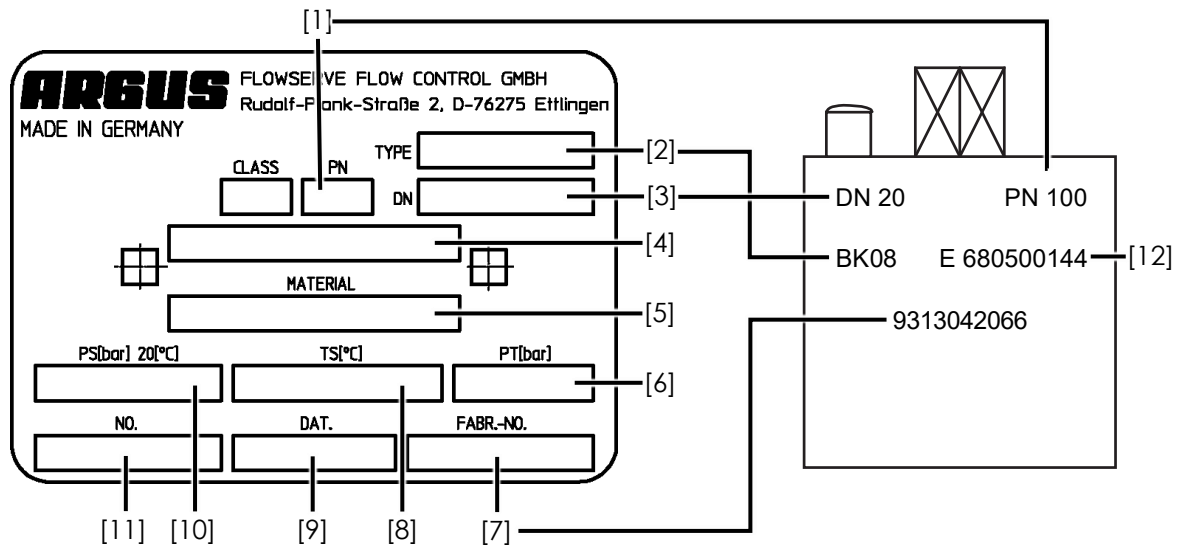 [1]
ARGUS FLOWSERVE FLOW CONTROL GMBH
Rudolf-Plank-Straße 2, D-76275 Ettlingen
MADE IN GERMANY
TYPE [2]
CLASS PN
DN [3]
[4]
MATERIAL
[5]
PS[bar] 20[°C] TS[°C] PT[bar]
[6]
NO. DAT. FABR.-NO.
[11] [10] [9] [8] [7]
DN 20 PN 100
BK08 E 680500144 [12]
9313042066